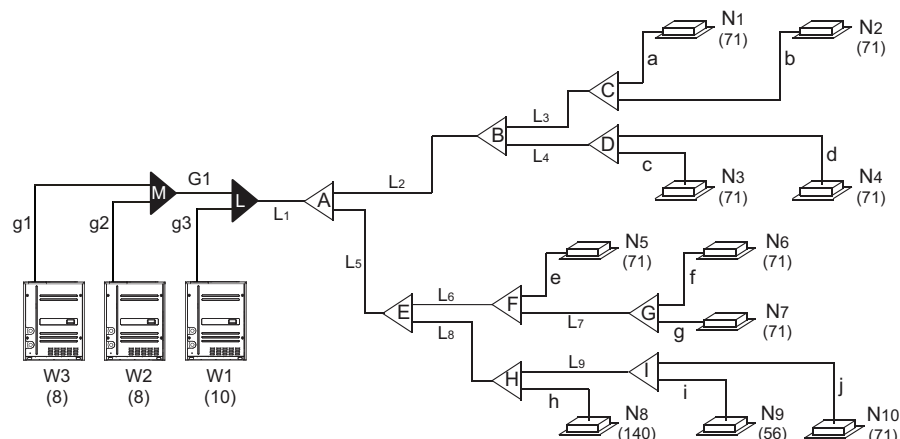 N1
(71)
a
N2
(71)
b
C
L3
B
L4
D
d
c
N3
(71)
N4
(71)
G1
M
L
L2
A
L1
g1
g2
g3
L5
N5
(71)
e
N6
(71)
f
L6
F
E
L7
G
L8
g
N7
(71)
L9
I
H
j
i
h
N8
(140)
N9
(56)
N10
(71)
W3
(8)
W2
(8)
W1
(10)